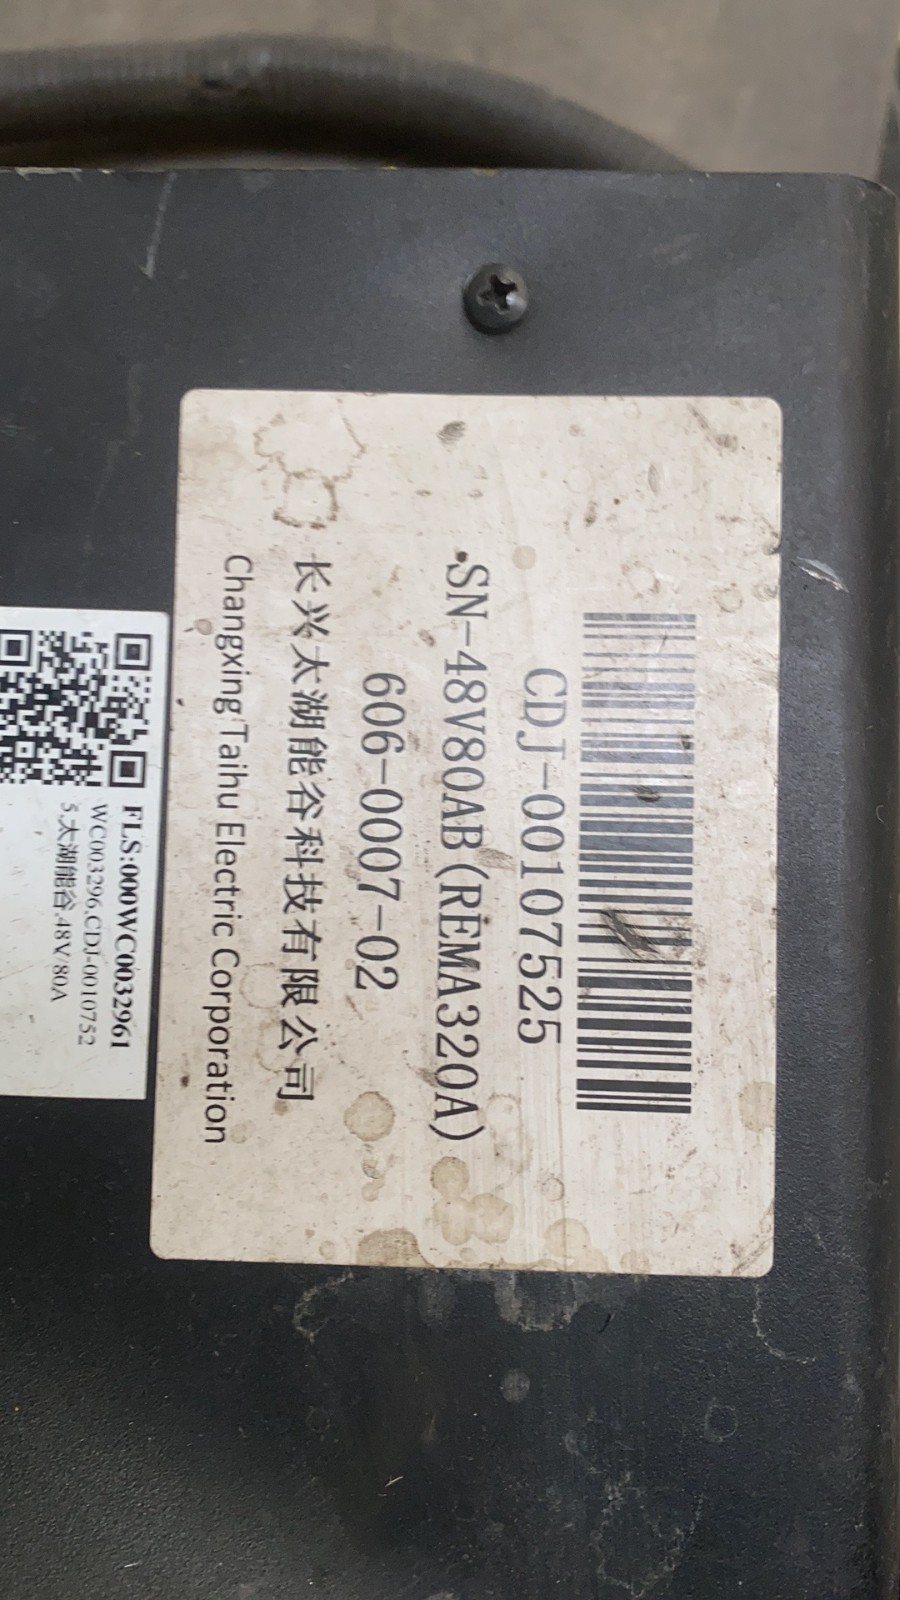 CDJ-00107525
SN-48V80AB(REMA320A)
606-0007-02
长兴太湖能谷科技有限公司
Changxing Taihu Electric Corporation
FLS:000WC0032961
WC003296.CDJ-0010752
5.太湖能谷.48V/80A